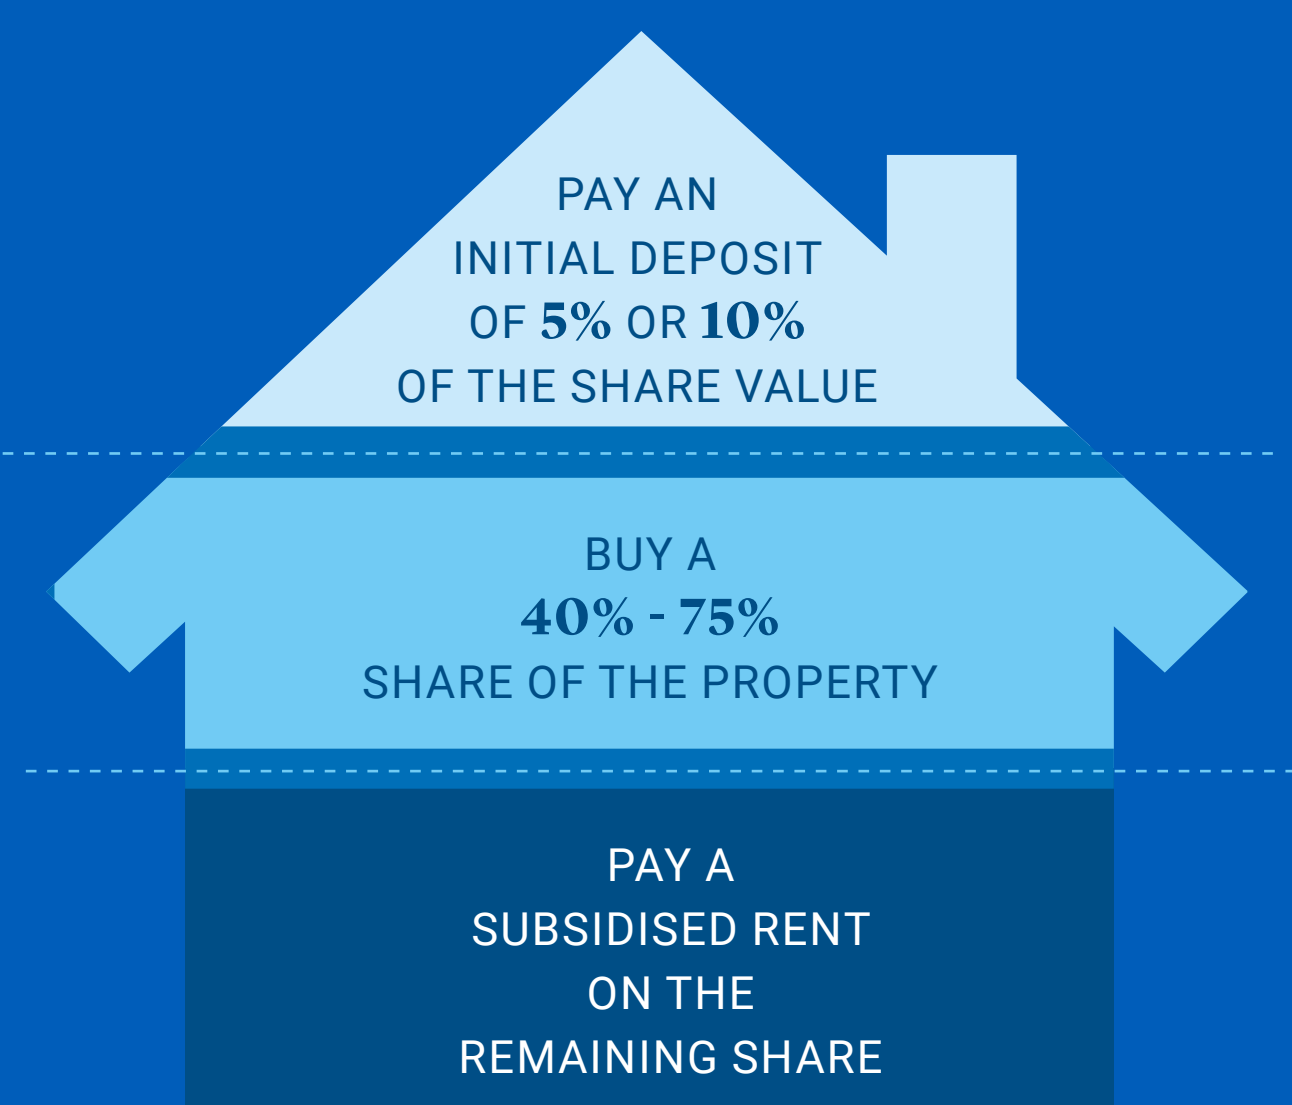 PAY AN
INITIAL DEPOSIT
OF 5% OR 10%
OF THE SHARE VALUE
BUY A
40% - 75%
SHARE OF THE PROPERTY
PAY A
SUBSIDISED RENT
ON THE
REMAINING SHARE